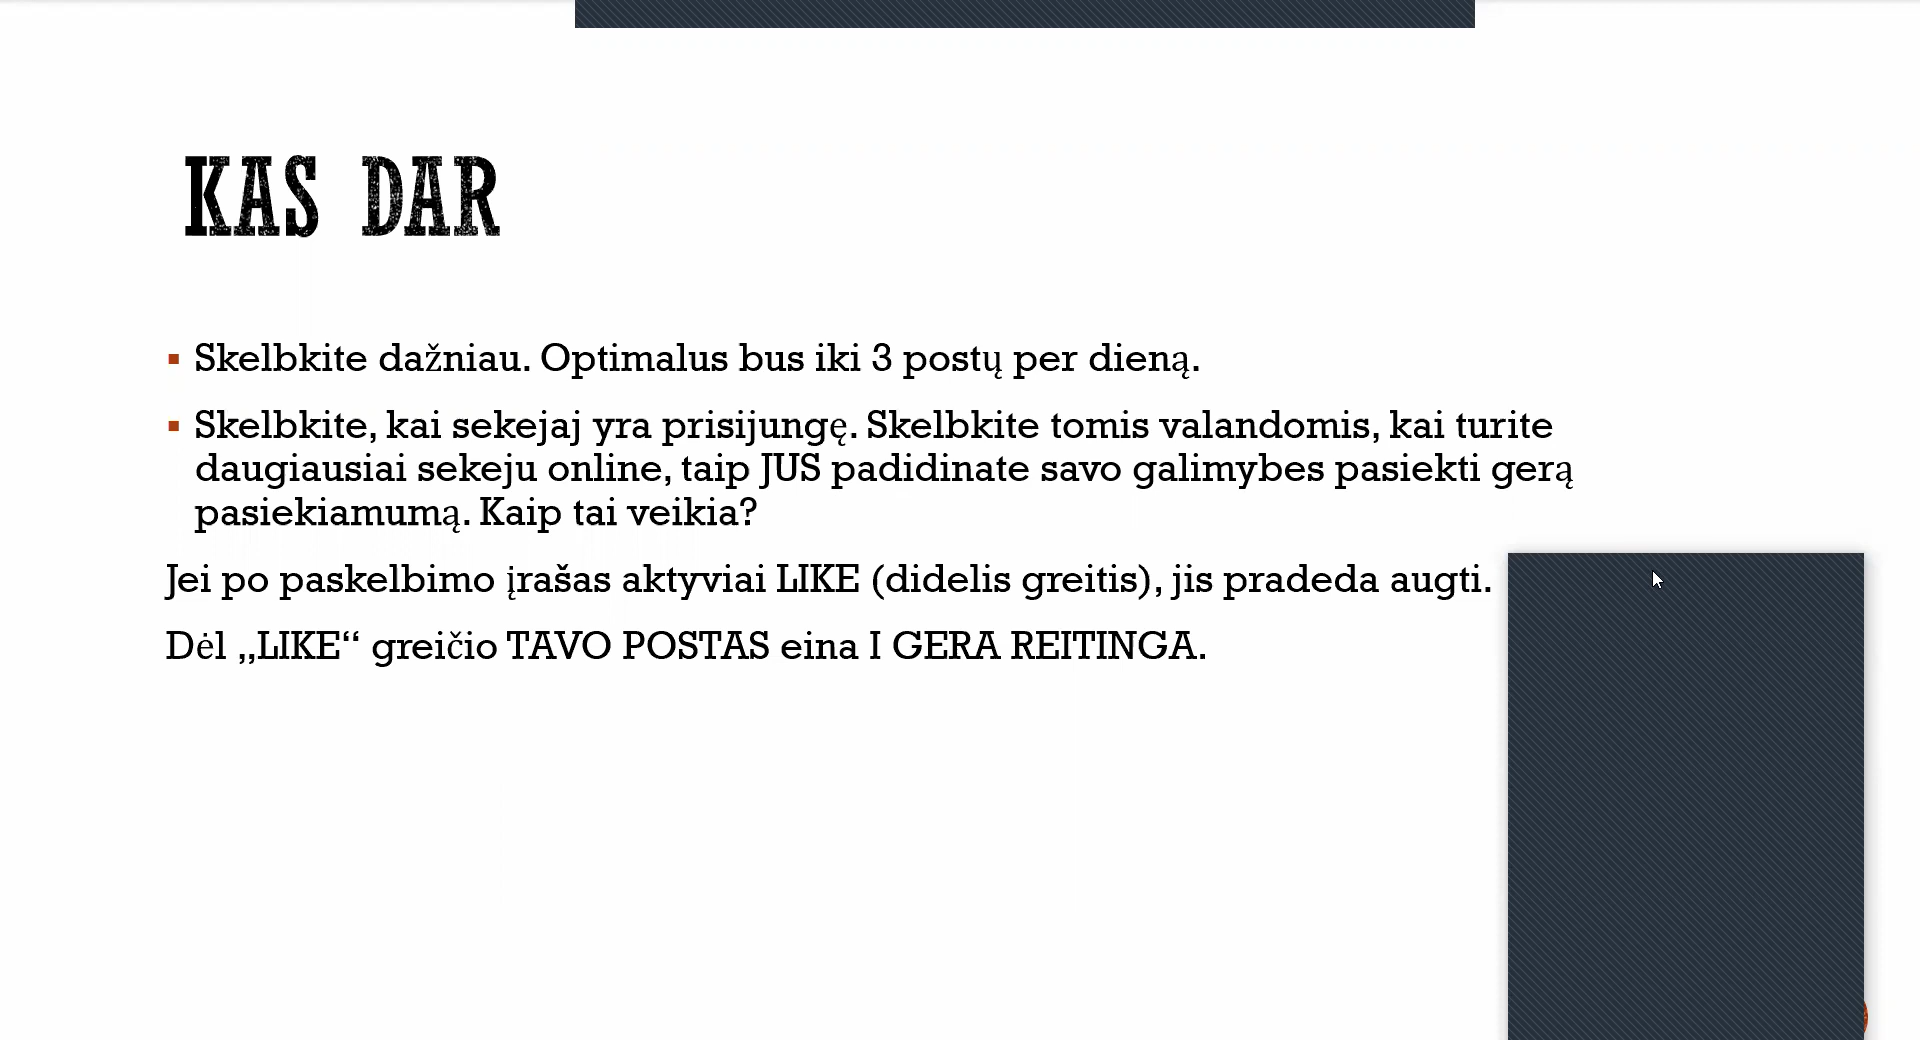 KAS DAR
Skelbkite dažniau. Optimalus bus iki 3 postų per dieną.
Skelbkite, kai sekejaj yra prisijungę. Skelbkite tomis valandomis, kai turite
daugiausiai sekeju online, taip JUS padidinate savo galimybes pasiekti gerą
pasiekiamumą. Kaip tai veikia?
Jei po paskelbimo įrašas aktyviai LIKE (didelis greitis), jis pradeda augti.
Dėl „LIKE“ greičio TAVO POSTAS eina I GERA REITINGA.